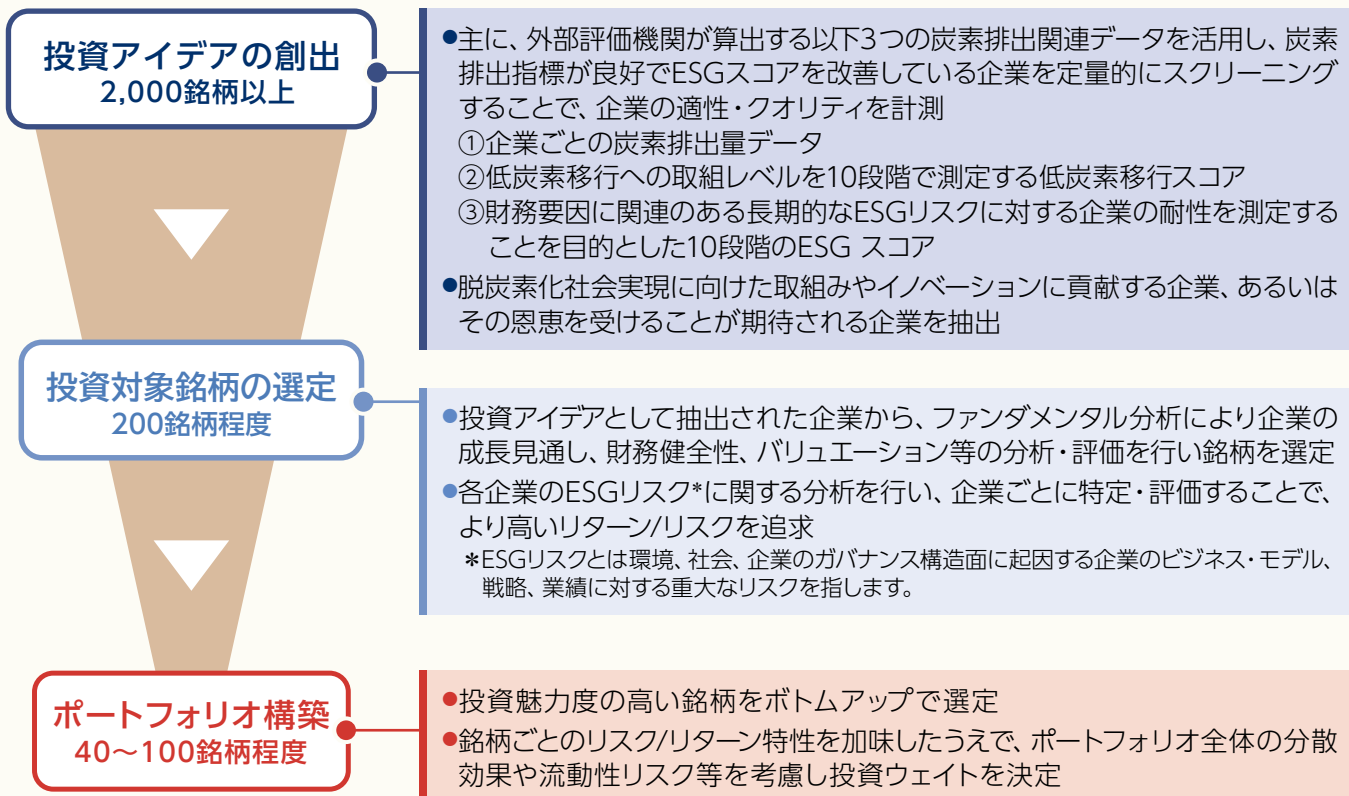 投資アイデアの創出
2,000銘柄以上
●主に、外部評価機関が算出する以下3つの炭素排出関連データを活用し、炭素
排出指標が良好でESGスコアを改善している企業を定量的にスクリーニング
することで、企業の適性・クオリティを計測
①企業ごとの炭素排出量データ
②低炭素移行への取組レベルを10段階で測定する低炭素移行スコア
③財務要因に関連のある長期的なESGリスクに対する企業の耐性を測定する
ことを目的とした10段階のESG スコア
●脱炭素化社会実現に向けた取組みやイノベーションに貢献する企業、あるいは
その恩恵を受けることが期待される企業を抽出
投資対象銘柄の選定
200銘柄程度
●投資アイデアとして抽出された企業から、ファンダメンタル分析により企業の
成長見通し、財務健全性、バリュエーション等の分析・評価を行い銘柄を選定
●各企業のESGリスク*に関する分析を行い、企業ごとに特定・評価することで、
より高いリターン/リスクを追求
*ESGリスクとは環境、社会、企業のガバナンス構造面に起因する企業のビジネス・モデル、
戦略、業績に対する重大なリスクを指します。
ポートフォリオ構築
40〜100銘柄程度
●投資魅力度の高い銘柄をボトムアップで選定
●銘柄ごとのリスク/リターン特性を加味したうえで、ポートフォリオ全体の分散
効果や流動性リスク等を考慮し投資ウェイトを決定